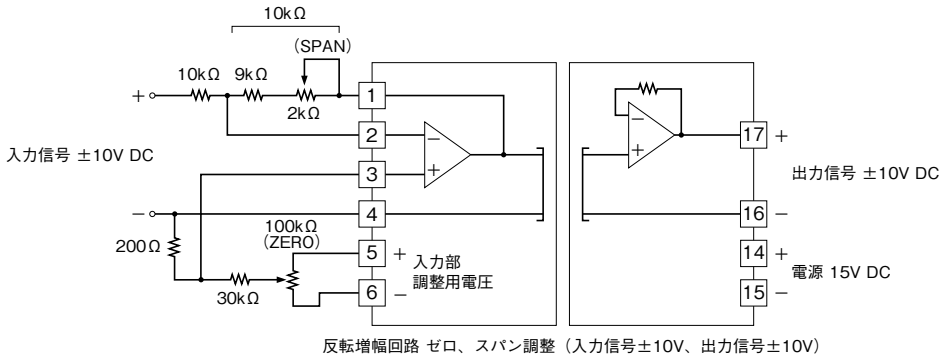 10kΩ
(SPAN)
10kΩ 9kΩ
+
2kΩ
1
2
3
4
5
6
−
+
入力信号 ±10V DC
−
200Ω
100kΩ
(ZERO)
30kΩ
+
−
入力部
調整用電圧
−
+
17 +
出力信号 ±10V DC
16 −
14 +
電源 15V DC
15 −
反転増幅回路 ゼロ、スパン調整（入力信号±10V、出力信号±10V）